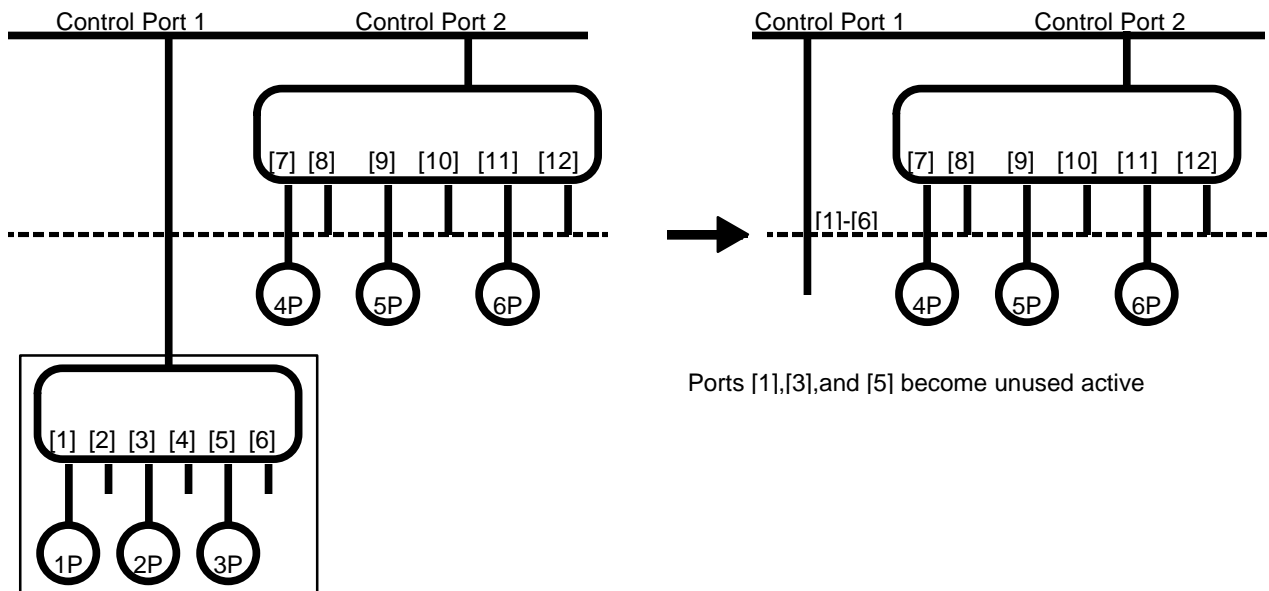 Control Port 1 Control Port 2
[7] [8] [9] [10] [11] [12]
4P 5P 6P
[1] [2] [3] [4] [5] [6]
1P 2P 3P
Control Port 1 Control Port 2
[7] [8] [9] [10] [11] [12]
[1]-[6]
4P 5P 6P
Ports [1],[3],and [5] become unused active